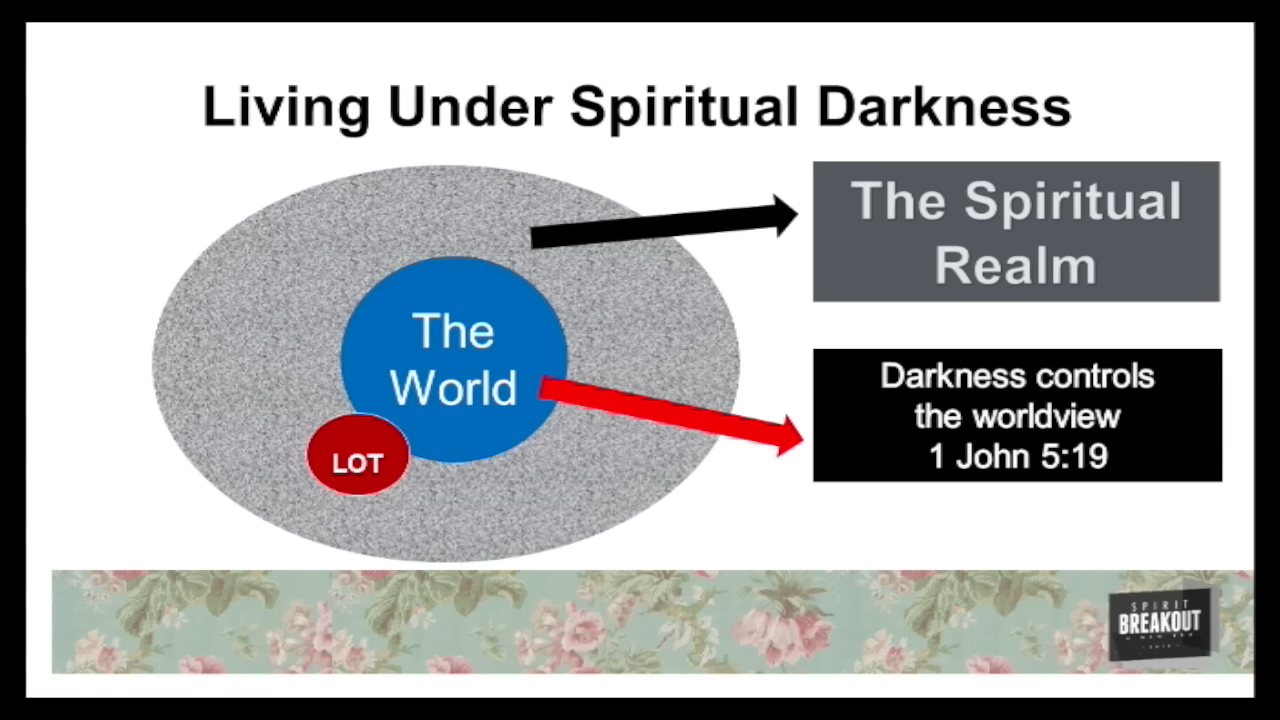 Living Under Spiritual Darkness
The Spiritual
Realm
The
World
LOT
Darkness controls
the worldview
1 John 5:19
SPIRIT
BREAKOUT